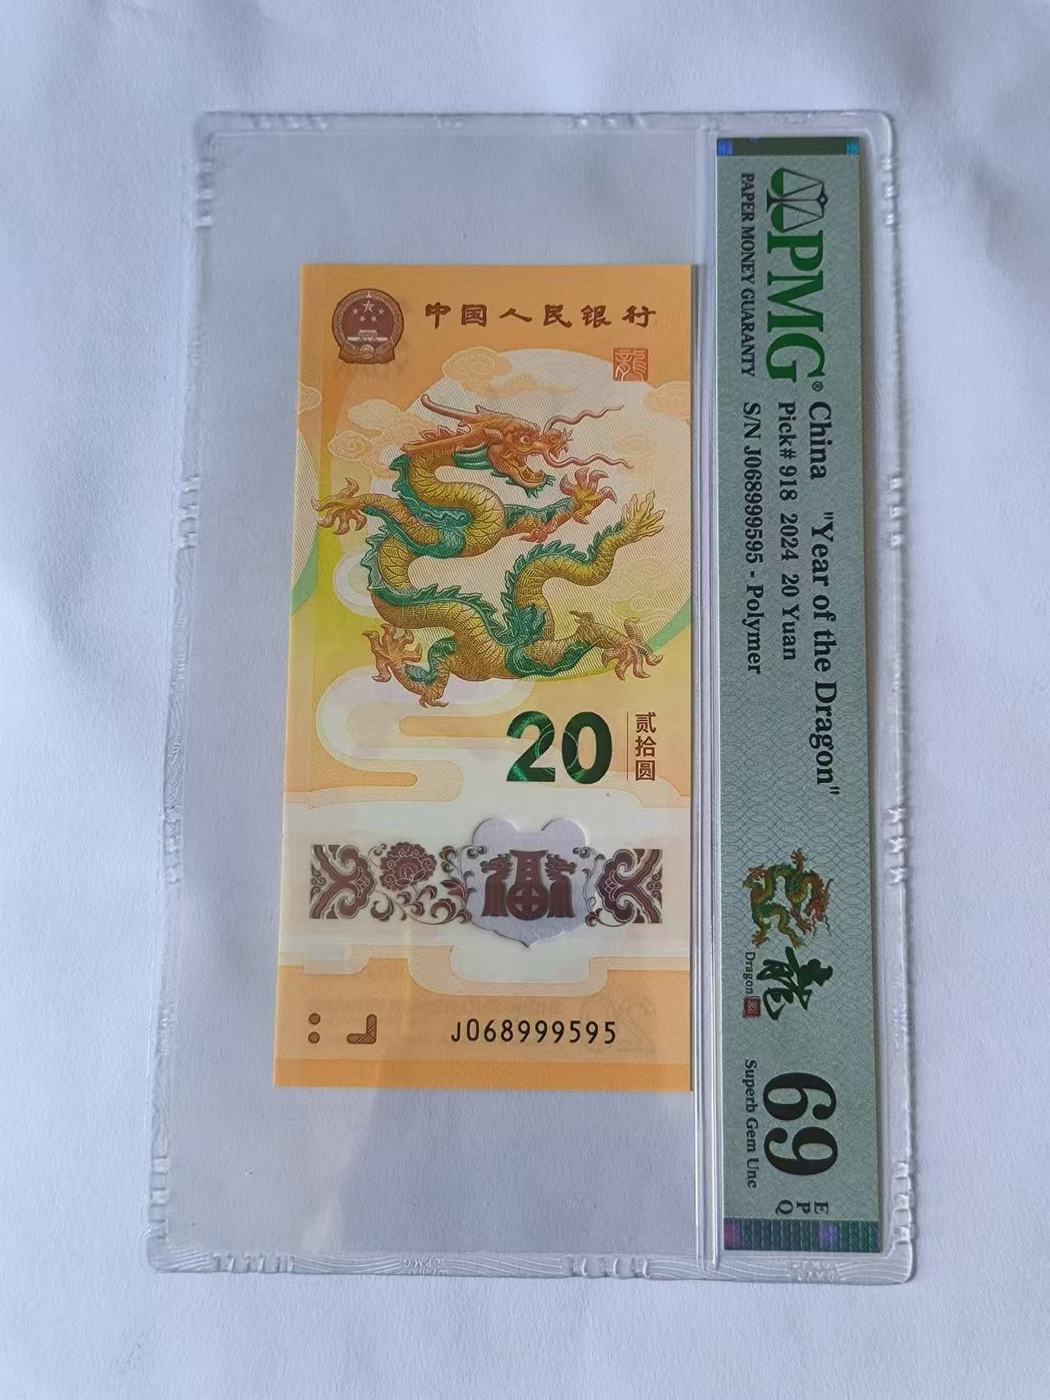 中国人民银行
龍
20
贰拾圆
福
J068999595
PMG®
PAPER MONEY GUARANTY
China "Year of the Dragon"
Pick# 918 2024 20 Yuan
S/N J068999595 - Polymer
龍
Dragon
69
EPQ
Superb Gem Unc
PMG